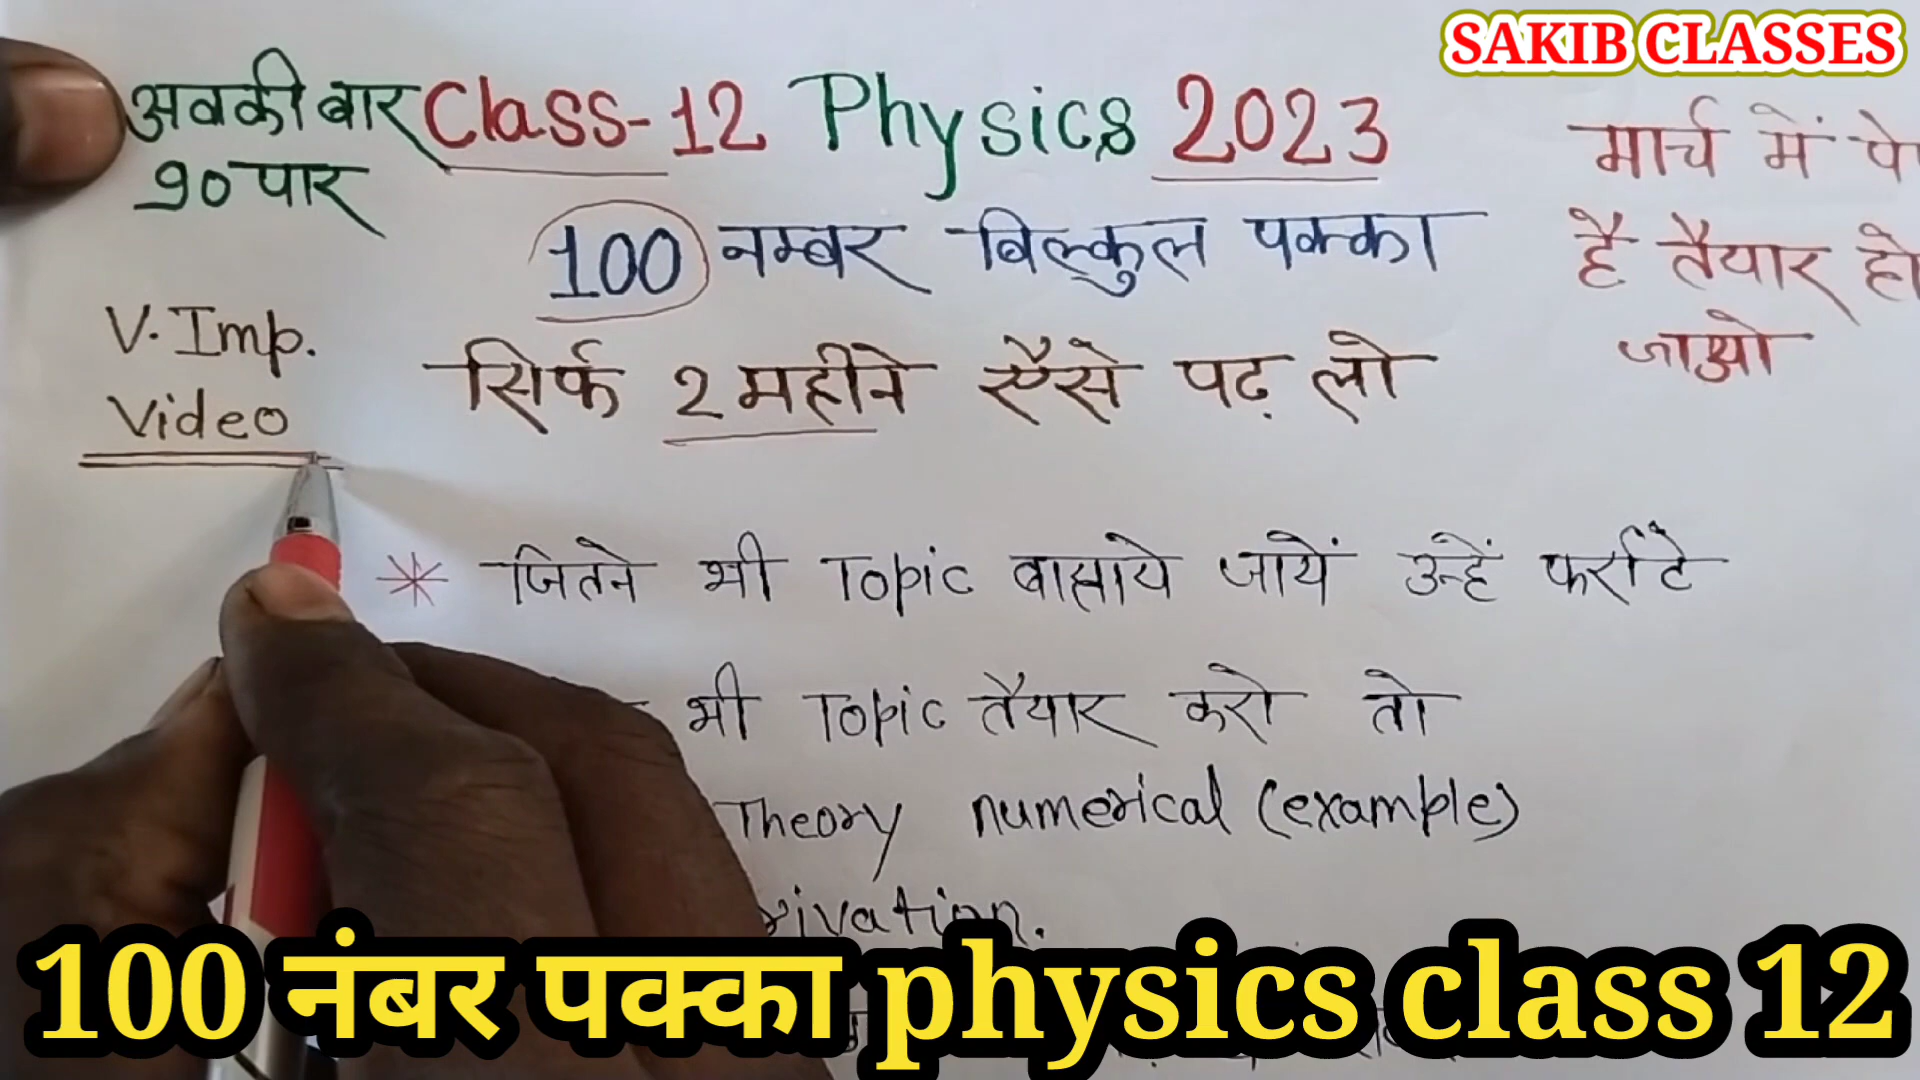 SAKIB CLASSES
अबकी बार Class-12 Physics 2023
90 पार
मार्च में पे
है तैयार हो
जाओ
100 नम्बर बिल्कुल पक्का
V. Imp.
Video
सिर्फ 2 महीने ऐसे पढ़ लो
* जितने भी Topic बाताये जायें उन्हें फर्राटे
भी Topic तैयार करो तो
Theory numerical (example)
rivation.
100 नंबर पक्का physics class 12